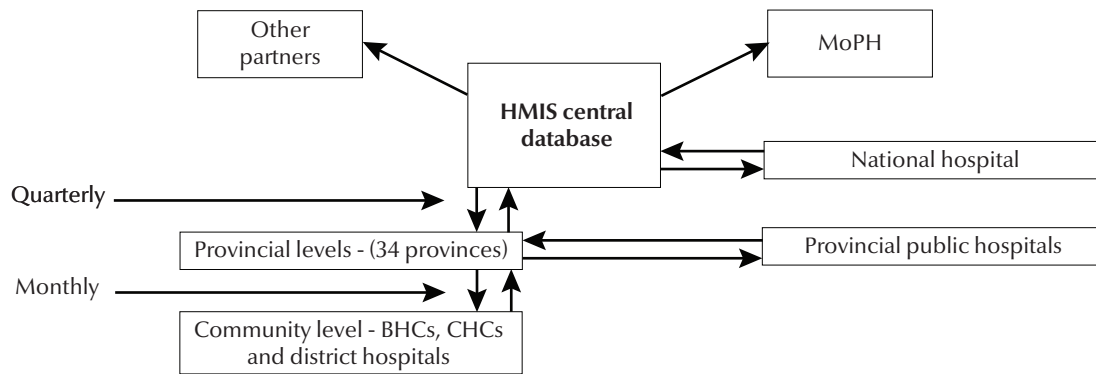 Other
partners
MoPH
HMIS central
database
National hospital
Quarterly
Provincial levels - (34 provinces)
Provincial public hospitals
Monthly
Community level - BHCs, CHCs
and district hospitals